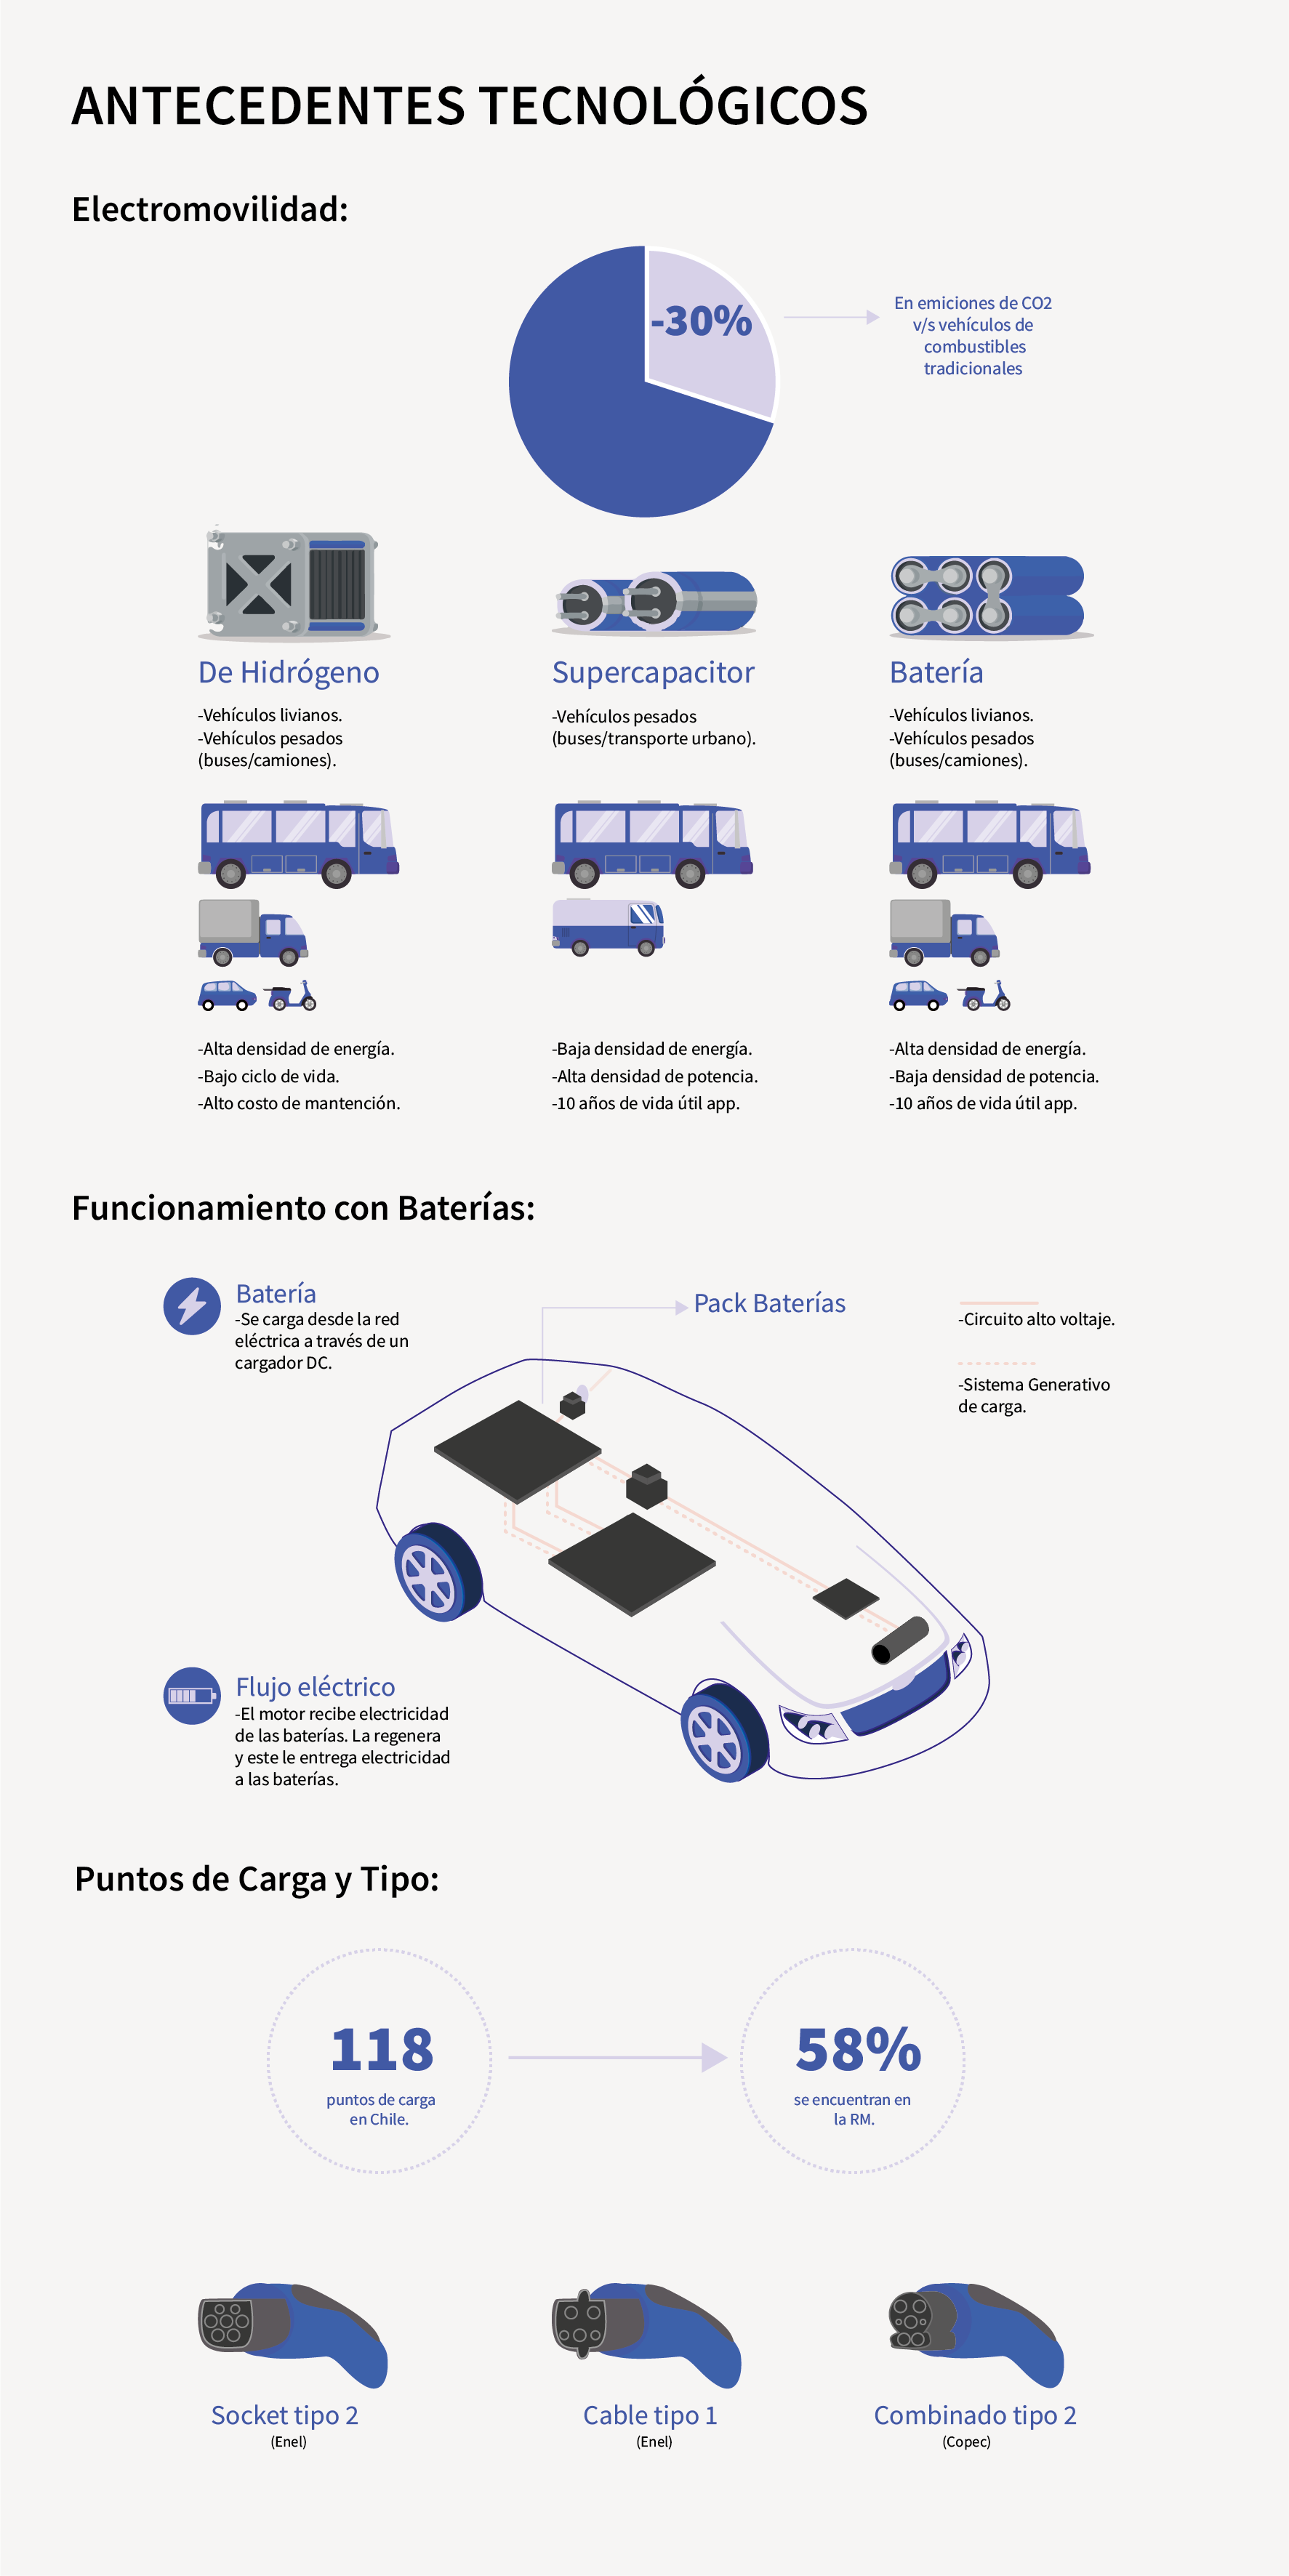 ANTECEDENTES TECNOLÓGICOS
Electromovilidad:
-30%
En emiciones de CO2
v/s vehículos de
combustibles
tradicionales
De Hidrógeno
-Vehículos livianos.
-Vehículos pesados
(buses/camiones).
-Alta densidad de energía.
-Bajo ciclo de vida.
-Alto costo de mantención.
Supercapacitor
-Vehículos pesados
(buses/transporte urbano).
-Baja densidad de energía.
-Alta densidad de potencia.
-10 años de vida útil app.
Batería
-Vehículos livianos.
-Vehículos pesados
(buses/camiones).
-Alta densidad de energía.
-Baja densidad de potencia.
-10 años de vida útil app.
Funcionamiento con Baterías:
Batería
-Se carga desde la red
eléctrica a través de un
cargador DC.
Pack Baterías
-Circuito alto voltaje.
-Sistema Generativo
de carga.
Flujo eléctrico
-El motor recibe electricidad
de las baterías. La regenera
y este le entrega electricidad
a las baterías.
Puntos de Carga y Tipo:
118
puntos de carga
en Chile.
58%
se encuentran en
la RM.
Socket tipo 2
(Enel)
Cable tipo 1
(Enel)
Combinado tipo 2
(Copec)